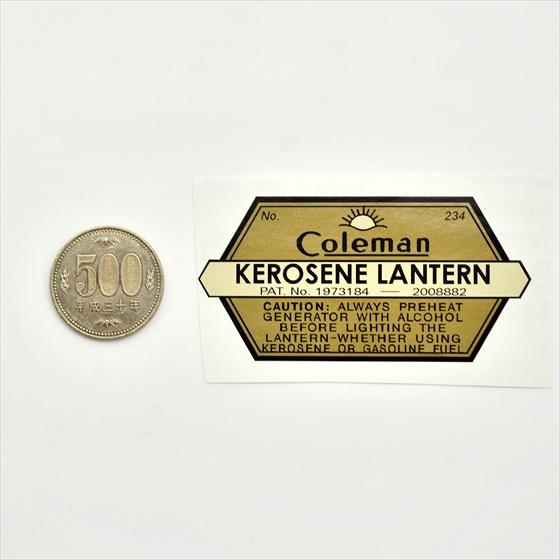 500
平成二十年
No. 234
Coleman
KEROSENE LANTERN
PAT. No. 1973184 — 2008882
CAUTION: ALWAYS PREHEAT
GENERATOR WITH ALCOHOL
BEFORE LIGHTING THE
LANTERN-WHETHER USING
KEROSENE OR GASOLINE FUEL